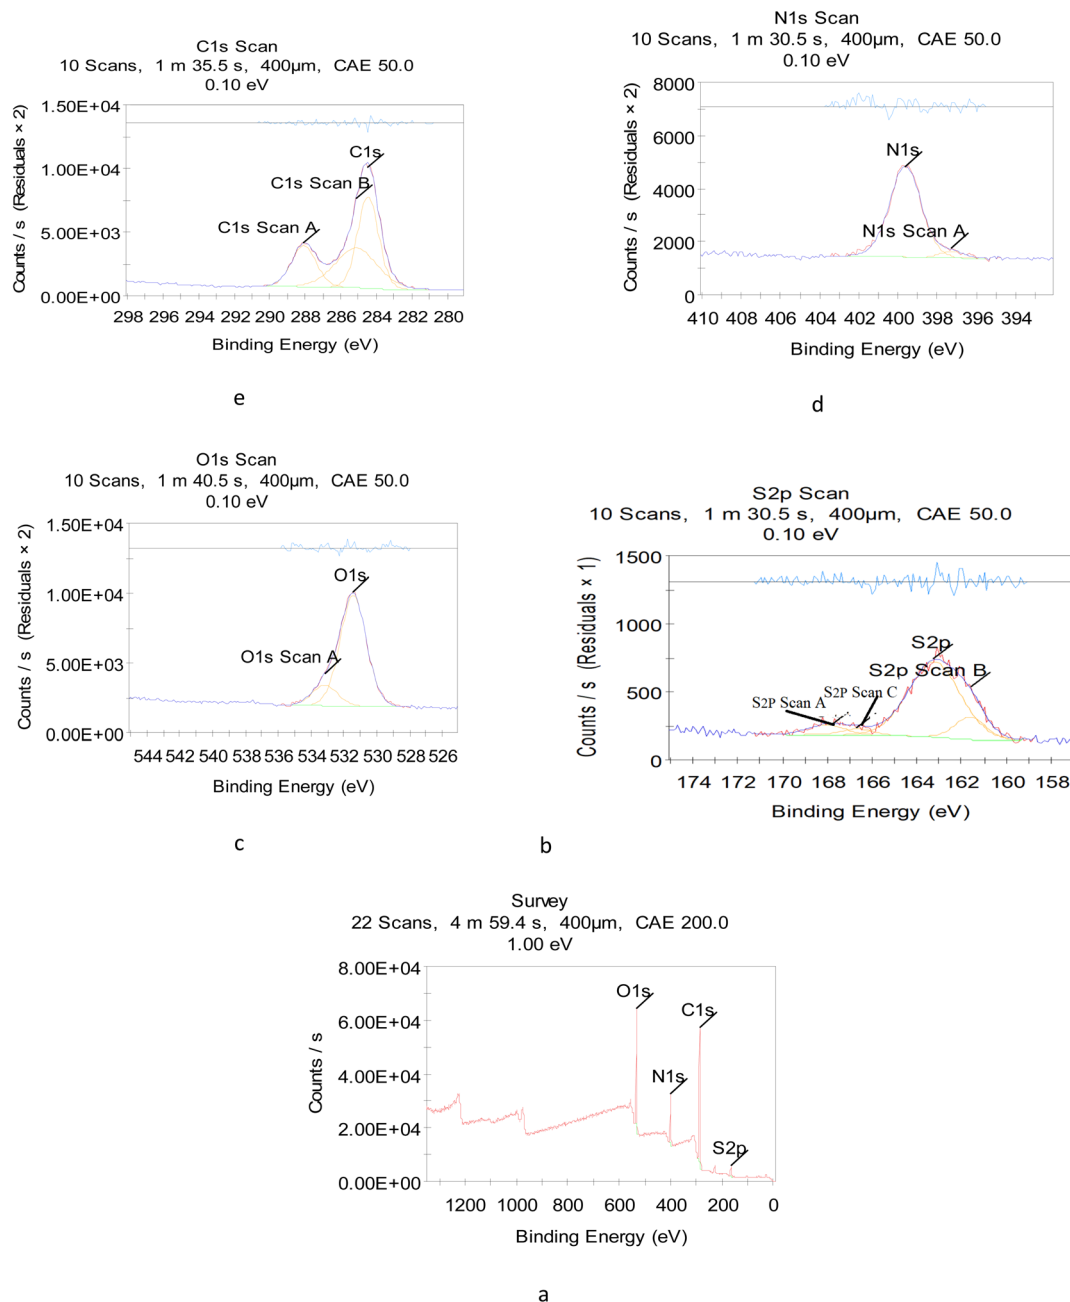 C1s Scan
10 Scans, 1 m 35.5 s, 400µm, CAE 50.0
0.10 eV
1.50E+04
1.00E+04
5.00E+03
0.00E+00
Counts / s (Residuals × 2)
C1s
C1s Scan B
C1s Scan A
298 296 294 292 290 288 286 284 282 280
Binding Energy (eV)
e
N1s Scan
10 Scans, 1 m 30.5 s, 400µm, CAE 50.0
0.10 eV
8000
6000
4000
2000
0
Counts / s (Residuals × 2)
N1s
N1s Scan A
410 408 406 404 402 400 398 396 394
Binding Energy (eV)
d
O1s Scan
10 Scans, 1 m 40.5 s, 400µm, CAE 50.0
0.10 eV
1.50E+04
1.00E+04
5.00E+03
0.00E+00
Counts / s (Residuals × 2)
O1s
O1s Scan A
544 542 540 538 536 534 532 530 528 526
Binding Energy (eV)
c
S2p Scan
10 Scans, 1 m 30.5 s, 400µm, CAE 50.0
0.10 eV
1500
1000
500
0
Counts / s (Residuals × 1)
S2p
S2p Scan B
S2P Scan C
S2P Scan A
174 172 170 168 166 164 162 160 158
Binding Energy (eV)
b
Survey
22 Scans, 4 m 59.4 s, 400µm, CAE 200.0
1.00 eV
8.00E+04
6.00E+04
4.00E+04
2.00E+04
0.00E+00
Counts / s
O1s
C1s
N1s
S2p
1200 1000 800 600 400 200 0
Binding Energy (eV)
a